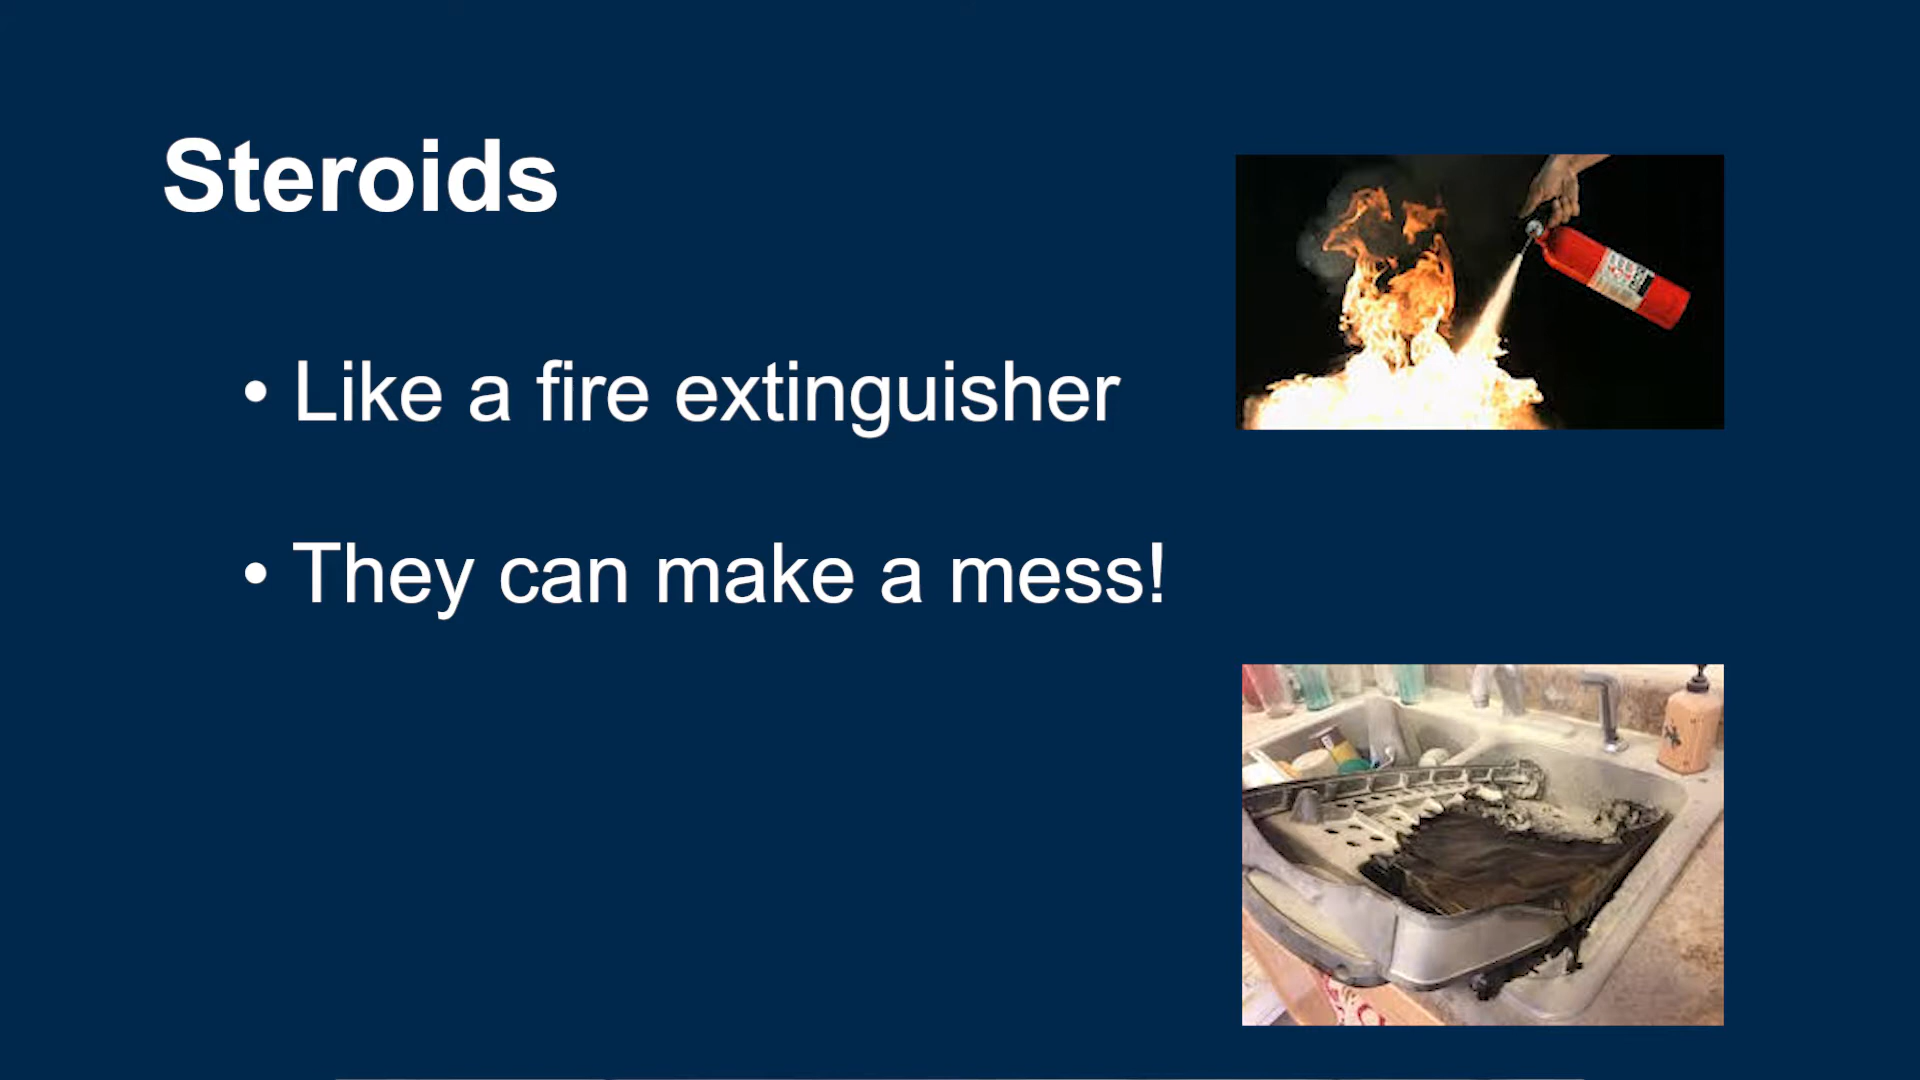 Steroids
• Like a fire extinguisher
• They can make a mess!